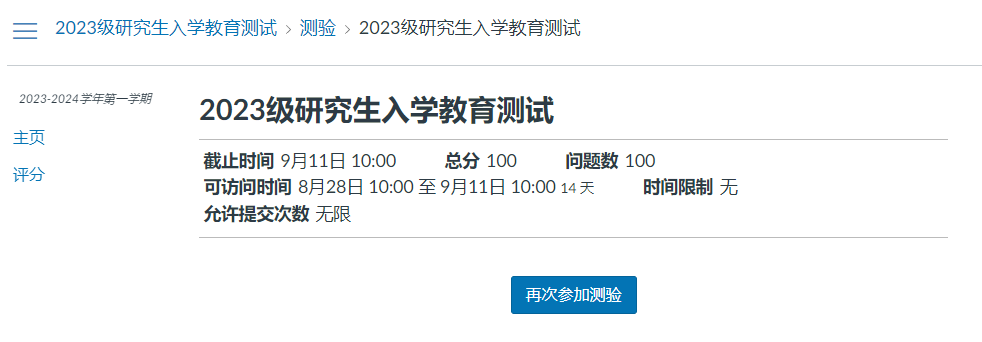 2023级研究生入学教育测试 › 测验 › 2023级研究生入学教育测试
2023-2024学年第一学期
主页
评分
2023级研究生入学教育测试
截止时间 9月11日 10:00 总分 100 问题数 100
可访问时间 8月28日 10:00 至 9月11日 10:00 14 天 时间限制 无
允许提交次数 无限
再次参加测验